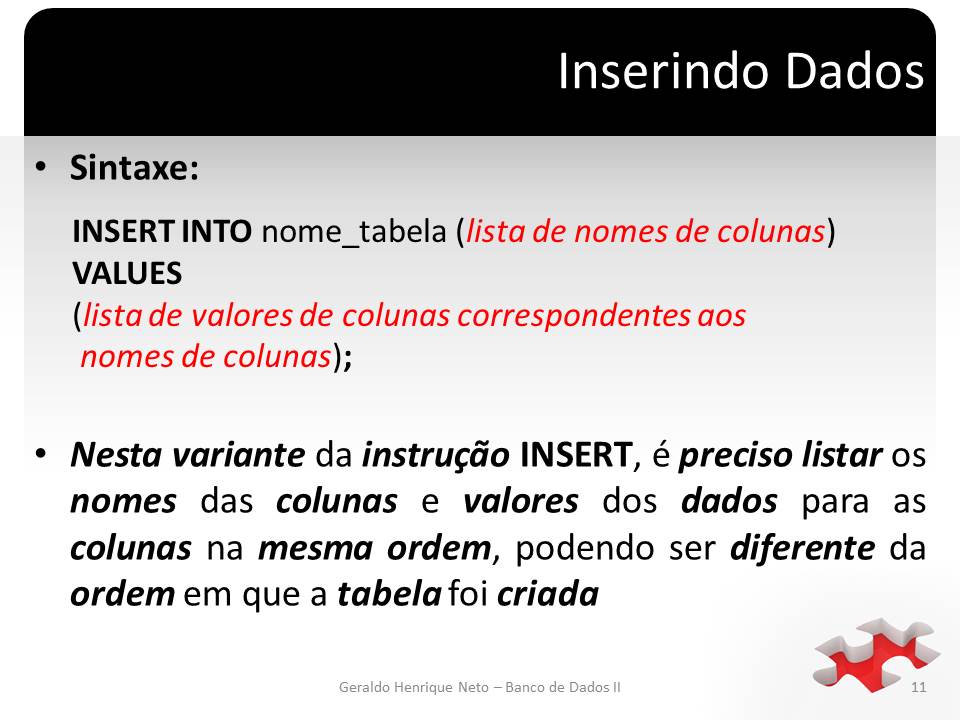 Inserindo Dados
• Sintaxe:
INSERT INTO nome_tabela (lista de nomes de colunas)
VALUES
(lista de valores de colunas correspondentes aos
nomes de colunas);
• Nesta variante da instrução INSERT, é preciso listar os
nomes das colunas e valores dos dados para as
colunas na mesma ordem, podendo ser diferente da
ordem em que a tabela foi criada
Geraldo Henrique Neto – Banco de Dados II
11